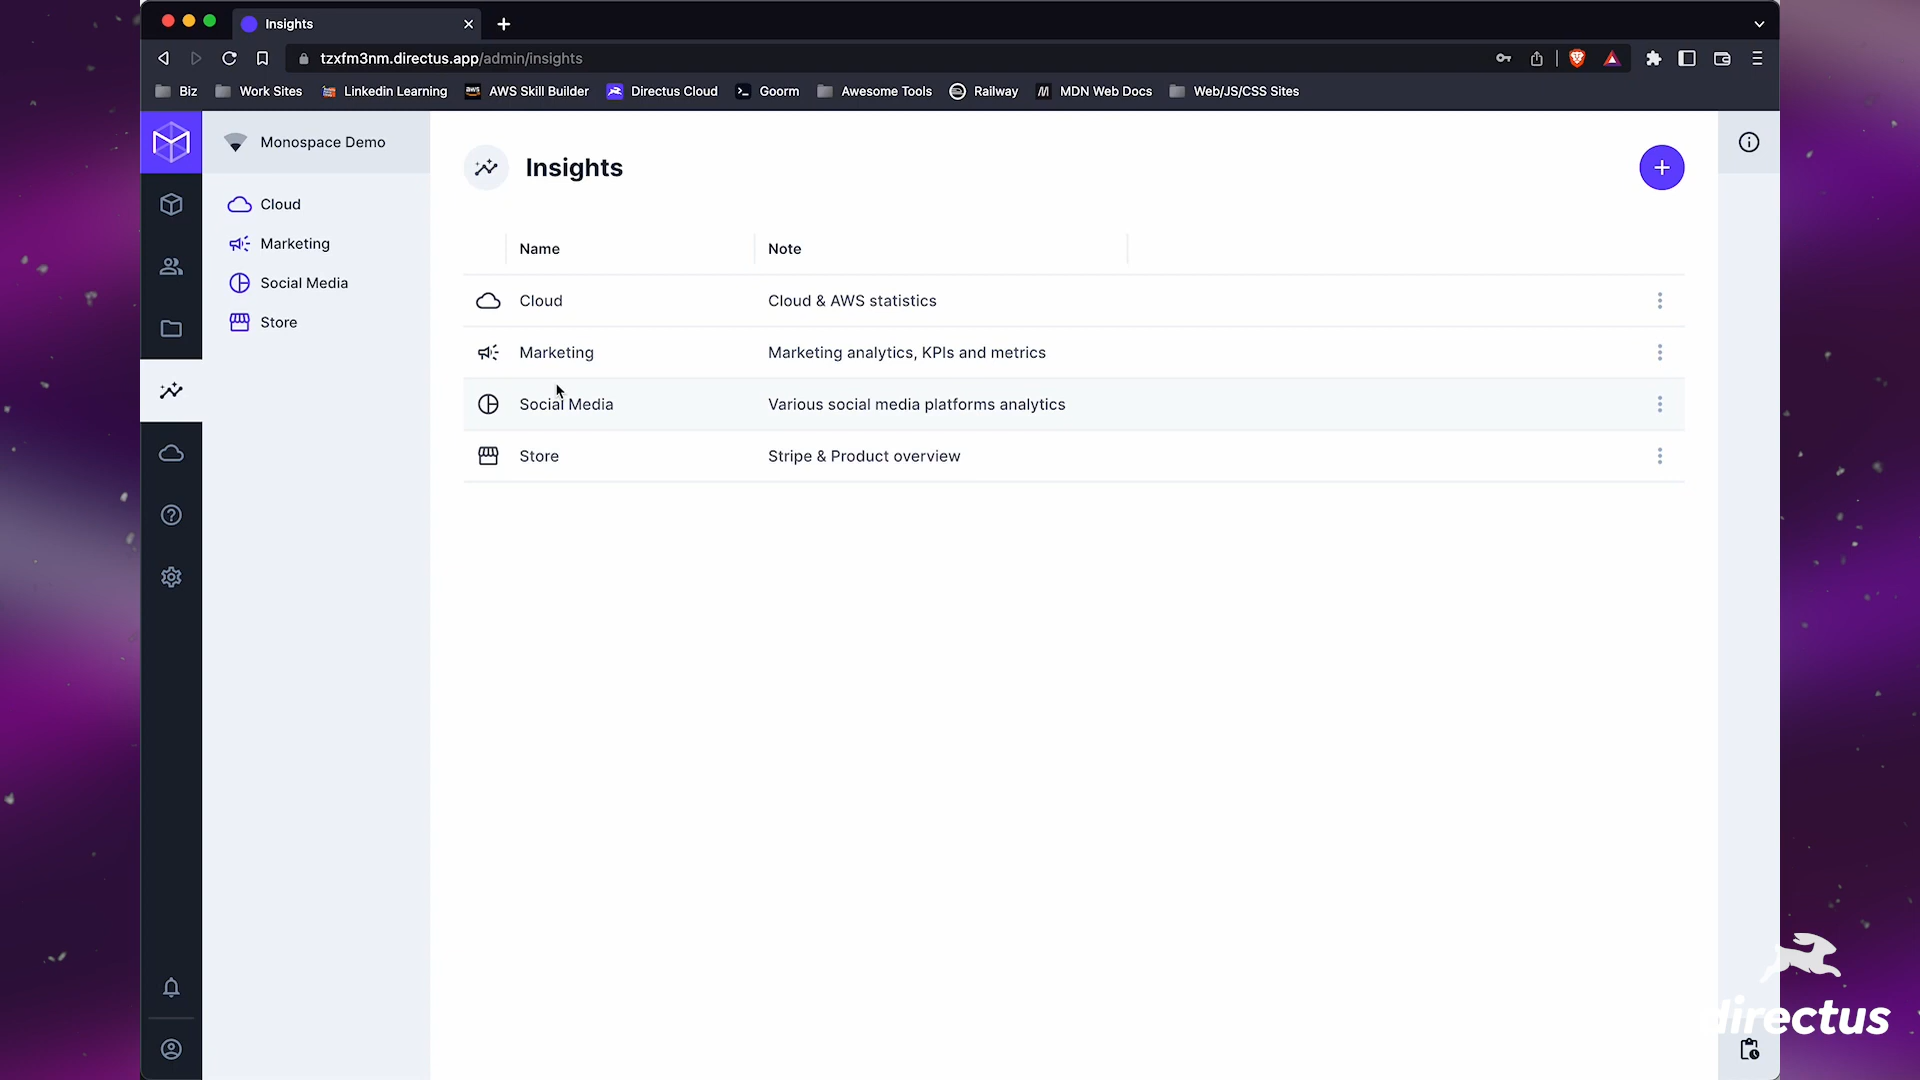 Insights
tzxfm3nm.directus.app/admin/insights
Biz Work Sites Linkedin Learning AWS Skill Builder Directus Cloud Goorm Awesome Tools Railway MDN Web Docs Web/JS/CSS Sites
Monospace Demo
Cloud
Marketing
Social Media
Store
Insights
Name Note
Cloud Cloud & AWS statistics
Marketing Marketing analytics, KPIs and metrics
Social Media Various social media platforms analytics
Store Stripe & Product overview
directus